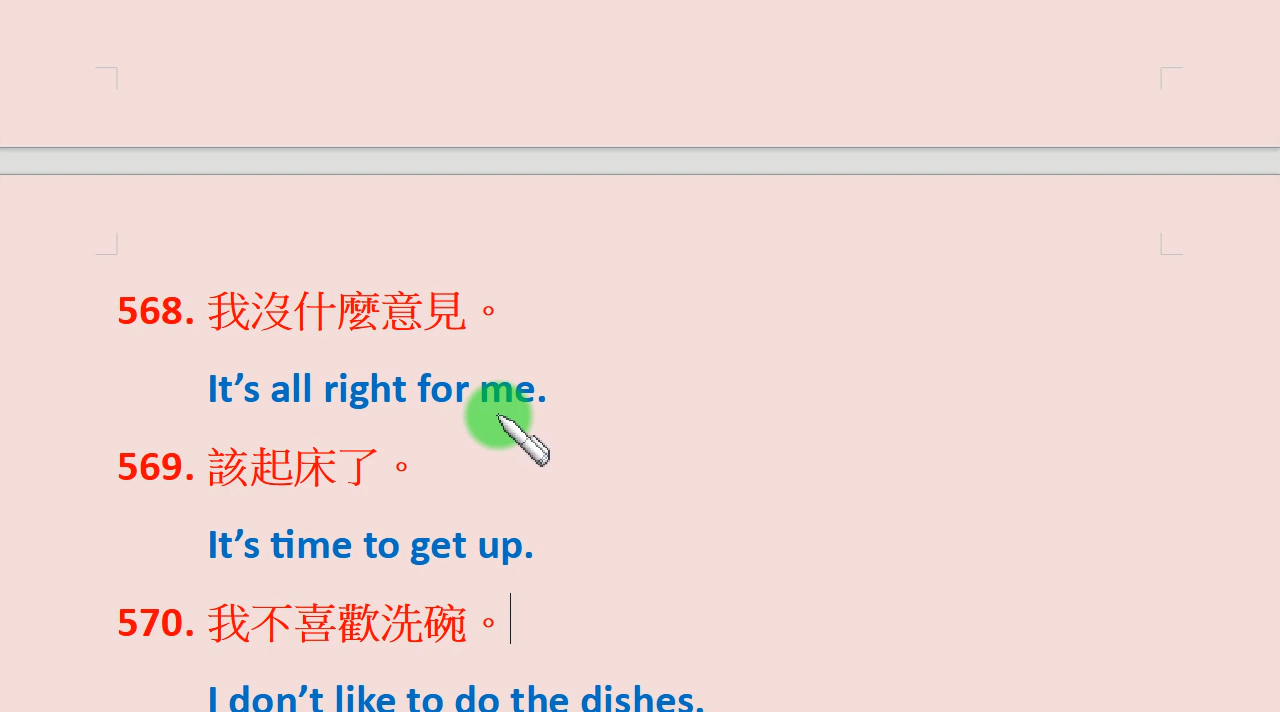 568. 我沒什麼意見。
It’s all right for me.
569. 該起床了。
It’s time to get up.
570. 我不喜歡洗碗。
I don’t like to do the dishes.